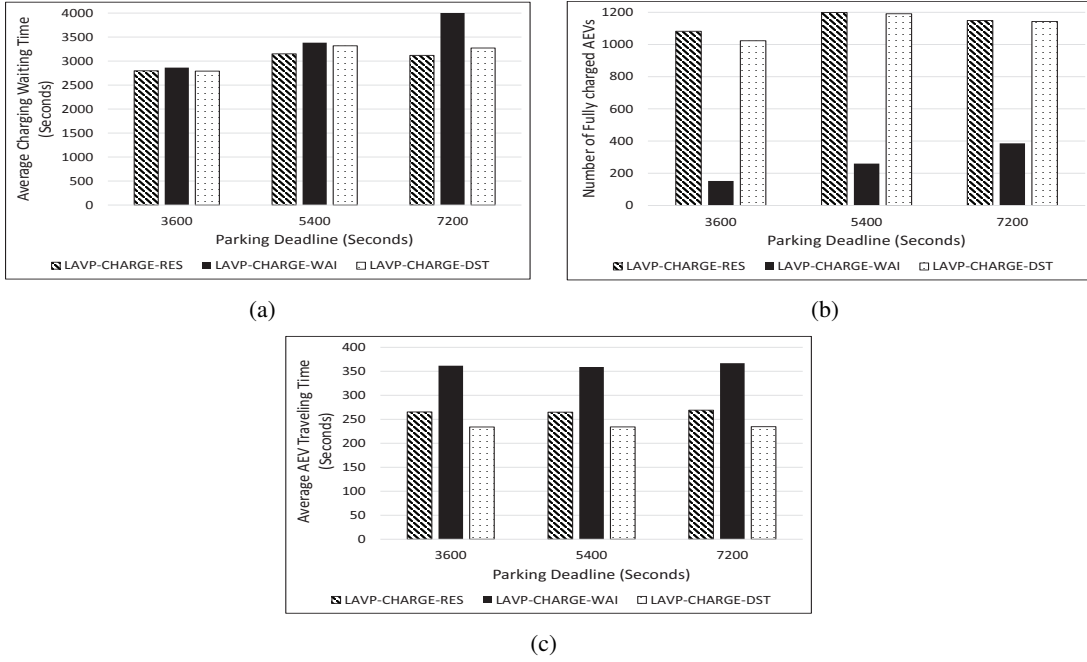 Average Charging Waiting Time
(Seconds)
4000
3500
3000
2500
2000
1500
1000
500
0
3600 5400 7200
Parking Deadline (Seconds)
LAVP-CHARGE-RES LAVP-CHARGE-WAI LAVP-CHARGE-DST
(a)
Number of Fully charged AEVs
1200
1000
800
600
400
200
0
3600 5400 7200
Parking Deadline (Seconds)
LAVP-CHARGE-RES LAVP-CHARGE-WAI LAVP-CHARGE-DST
(b)
Average AEV Traveling Time
(Seconds)
400
350
300
250
200
150
100
50
0
3600 5400 7200
Parking Deadline (Seconds)
LAVP-CHARGE-RES LAVP-CHARGE-WAI LAVP-CHARGE-DST
(c)